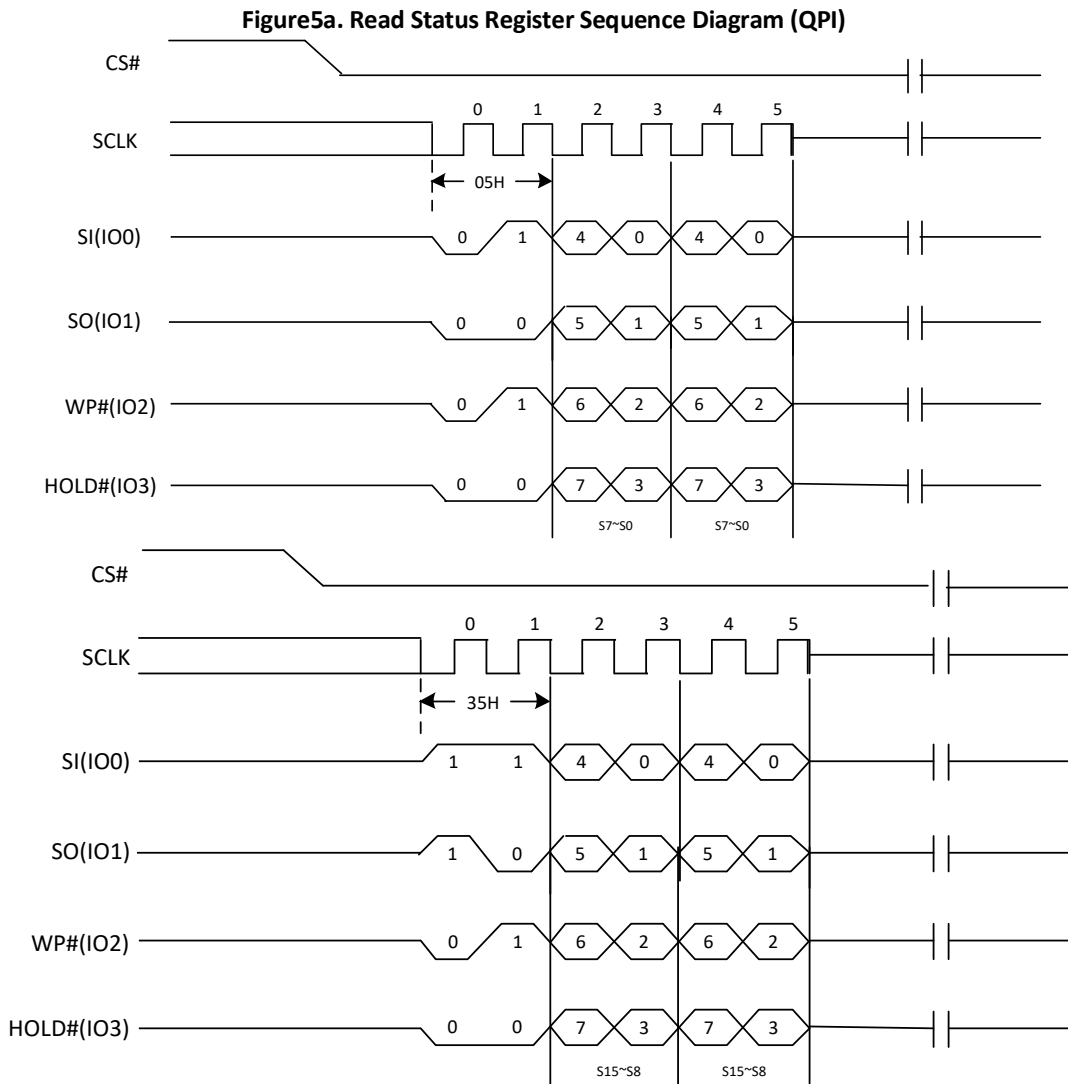 Figure5a. Read Status Register Sequence Diagram (QPI)
CS#
0 1 2 3 4 5
SCLK
05H
SI(IO0) 0 1 4 0 4 0
SO(IO1) 0 0 5 1 5 1
WP#(IO2) 0 1 6 2 6 2
HOLD#(IO3) 0 0 7 3 7 3
S7~S0 S7~S0
CS#
0 1 2 3 4 5
SCLK
35H
SI(IO0) 1 1 4 0 4 0
SO(IO1) 1 0 5 1 5 1
WP#(IO2) 0 1 6 2 6 2
HOLD#(IO3) 0 0 7 3 7 3
S15~S8 S15~S8